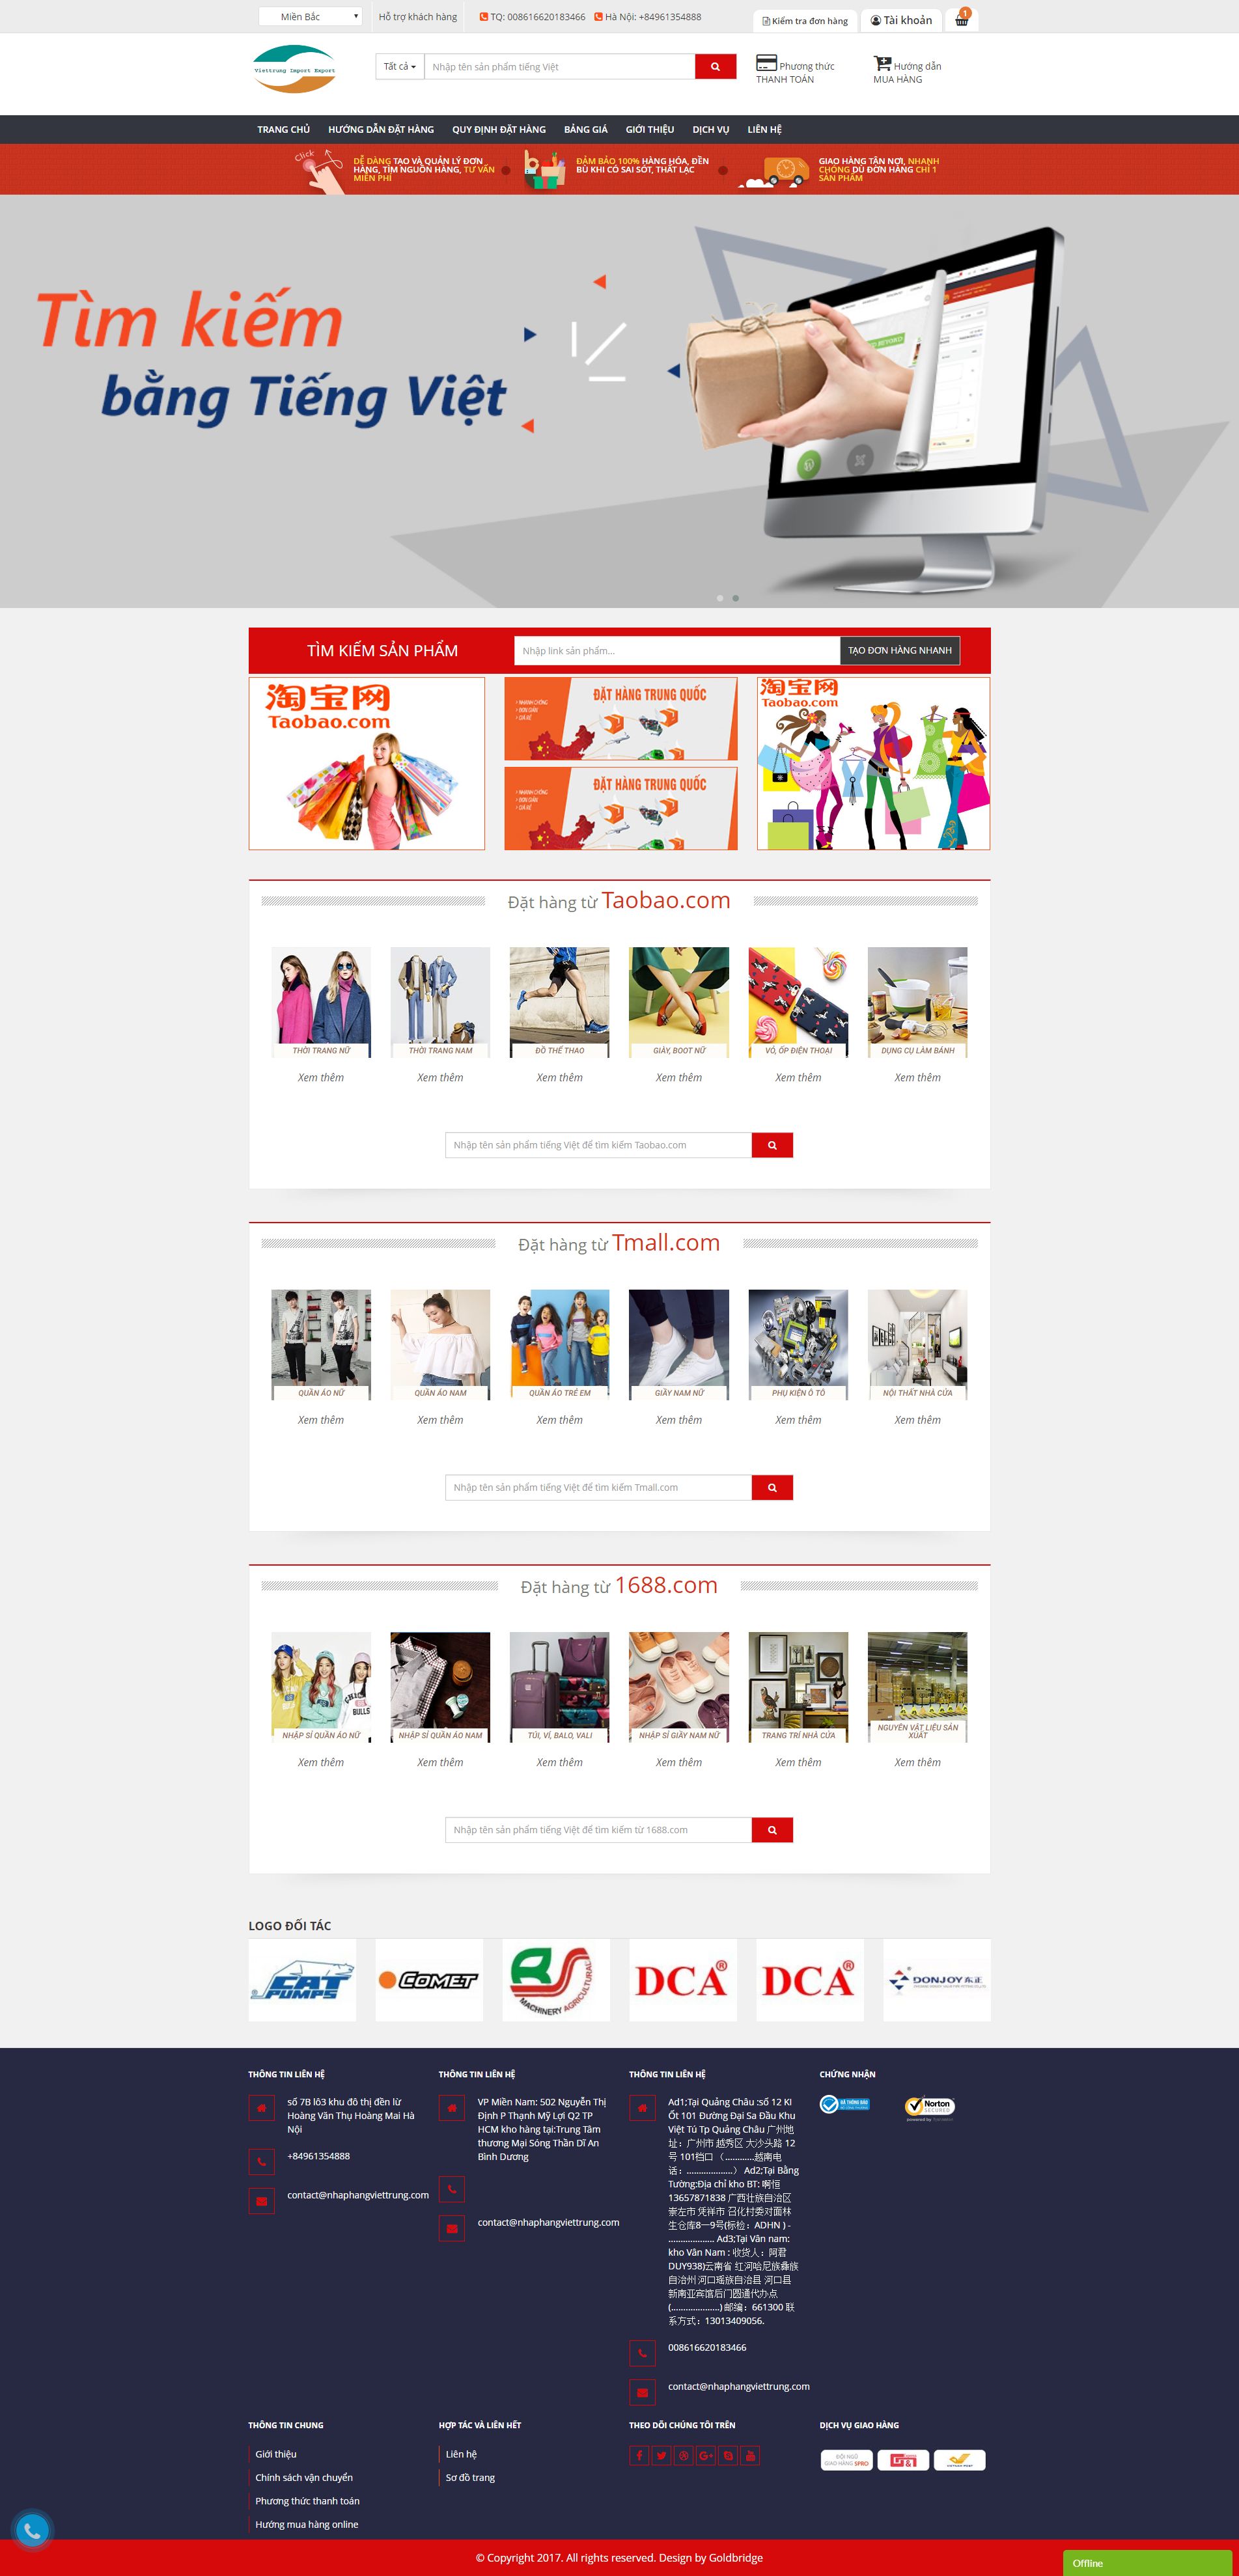 Miền Bắc
Hỗ trợ khách hàng
TQ: 008616620183466
Hà Nội: +84961354888
Kiểm tra đơn hàng
Tài khoản
1
Viettrung Import Export
Tất cả
Nhập tên sản phẩm tiếng Việt
Phương thức
THANH TOÁN
Hướng dẫn
MUA HÀNG
TRANG CHỦ
HƯỚNG DẪN ĐẶT HÀNG
QUY ĐỊNH ĐẶT HÀNG
BẢNG GIÁ
GIỚI THIỆU
DỊCH VỤ
LIÊN HỆ
Click
DỄ DÀNG TẠO VÀ QUẢN LÝ ĐƠN
HÀNG, TÌM NGUỒN HÀNG, TƯ VẤN
MIỄN PHÍ
ĐẢM BẢO 100% HÀNG HÓA, ĐỀN
BÙ KHI CÓ SAI SÓT, THẤT LẠC
GIAO HÀNG TẬN NƠI, NHANH
CHÓNG DÙ ĐƠN HÀNG CHỈ 1
SẢN PHẨM
Tìm kiếm
bằng Tiếng Việt
TÌM KIẾM SẢN PHẨM
Nhập link sản phẩm...
TẠO ĐƠN HÀNG NHANH
淘宝网
Taobao.com
ĐẶT HÀNG TRUNG QUỐC
NHANH CHÓNG
ĐƠN GIẢN
GIÁ RẺ
ĐẶT HÀNG TRUNG QUỐC
NHANH CHÓNG
ĐƠN GIẢN
GIÁ RẺ
淘宝网
Taobao.com
Đặt hàng từ Taobao.com
THỜI TRANG NỮ
THỜI TRANG NAM
ĐỒ THỂ THAO
GIÀY, BOOT NỮ
VỎ, ỐP ĐIỆN THOẠI
DỤNG CỤ LÀM BÁNH
Xem thêm
Xem thêm
Xem thêm
Xem thêm
Xem thêm
Xem thêm
Nhập tên sản phẩm tiếng Việt để tìm kiếm Taobao.com
Đặt hàng từ Tmall.com
QUẦN ÁO NỮ
QUẦN ÁO NAM
QUẦN ÁO TRẺ EM
GIẦY NAM NỮ
PHỤ KIỆN Ô TÔ
NỘI THẤT NHÀ CỬA
Xem thêm
Xem thêm
Xem thêm
Xem thêm
Xem thêm
Xem thêm
Nhập tên sản phẩm tiếng Việt để tìm kiếm Tmall.com
Đặt hàng từ 1688.com
NHẬP SỈ QUẦN ÁO NỮ
NHẬP SỈ QUẦN ÁO NAM
TÚI, VÍ, BALO, VALI
NHẬP SỈ GIẦY NAM NỮ
TRANG TRÍ NHÀ CỬA
NGUYÊN VẬT LIỆU SẢN
XUẤT
Xem thêm
Xem thêm
Xem thêm
Xem thêm
Xem thêm
Xem thêm
Nhập tên sản phẩm tiếng Việt để tìm kiếm từ 1688.com
LOGO ĐỐI TÁC
CAT PUMPS
COMET
MACHINERY AGRICULTURAL
DCA®
DCA®
DONJOY 东正
THÔNG TIN LIÊN HỆ
số 7B lô3 khu đô thị đền lừ
Hoàng Văn Thụ Hoàng Mai Hà
Nội
+84961354888
contact@nhaphangviettrung.com
THÔNG TIN LIÊN HỆ
VP Miền Nam: 502 Nguyễn Thị
Định P Thạnh Mỹ Lợi Q2 TP
HCM kho hàng tại:Trung Tâm
thương Mại Sóng Thần Dĩ An
Bình Dương
contact@nhaphangviettrung.com
THÔNG TIN LIÊN HỆ
Ad1;Tại Quảng Châu :số 12 KI
Ốt 101 Đường Đại Sa Đầu Khu
Việt Tú Tp Quảng Châu 广州地
址：广州市 越秀区 大沙头路 12
号 101档口 （............越南电
话：...................） Ad2;Tại Bằng
Tường:Địa chỉ kho BT: 啊恒
13657871838 广西壮族自治区
崇左市 凭祥市 召化村委对面林
生仓库8一9号(标检：ADHN ) -
................... Ad3;Tại Vân nam:
kho Vân Nam : 收货人：阿君
DUY938)云南省 红河哈尼族彝族
自治州 河口瑶族自治县 河口县
新南亚宾馆后门圆通代办点
(....................) 邮编：661300 联
系方式：13013409056.
008616620183466
contact@nhaphangviettrung.com
CHỨNG NHẬN
ĐÃ THÔNG BÁO
Norton
SECURED
THÔNG TIN CHUNG
Giới thiệu
Chính sách vận chuyển
Phương thức thanh toán
Hướng mua hàng online
HỢP TÁC VÀ LIÊN HẾT
Liên hệ
Sơ đồ trang
THEO DÕI CHÚNG TÔI TRÊN
DỊCH VỤ GIAO HÀNG
ĐỘI NGŨ
GIAO HÀNG SPRO
© Copyright 2017. All rights reserved. Design by Goldbridge
Offline